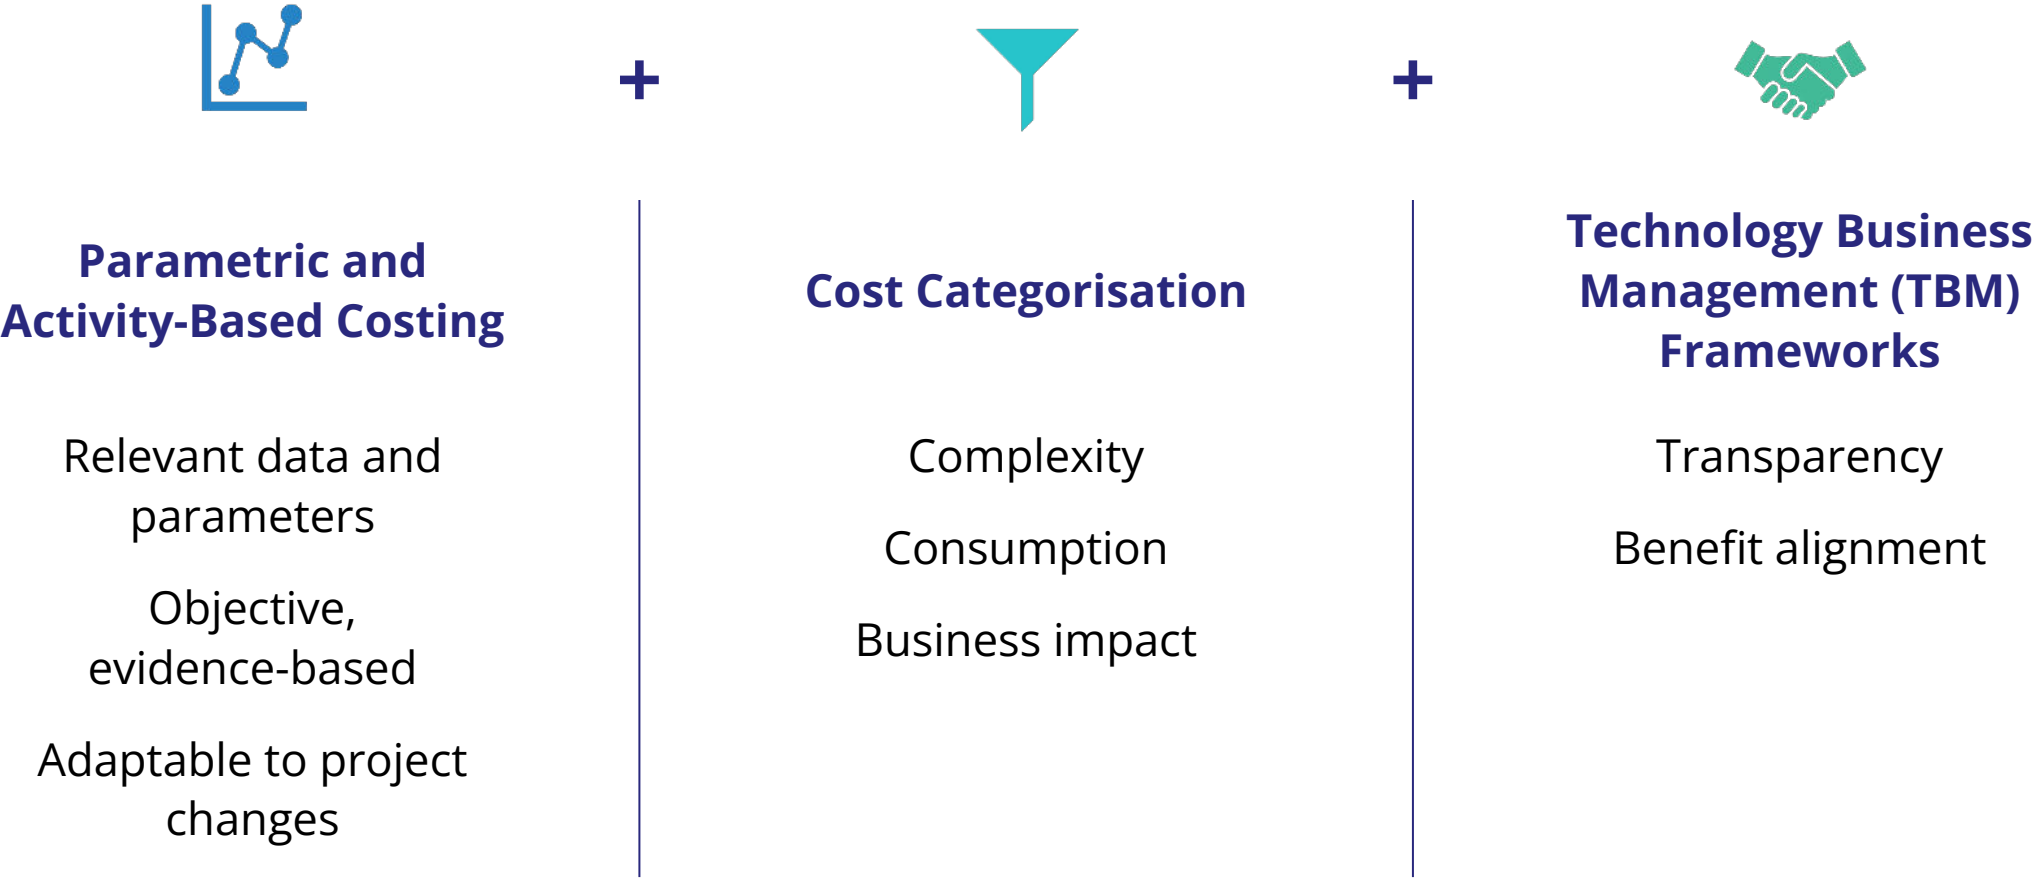 +
+
Parametric and
Activity-Based Costing
Relevant data and
parameters
Objective,
evidence-based
Adaptable to project
changes
Cost Categorisation
Complexity
Consumption
Business impact
Technology Business
Management (TBM)
Frameworks
Transparency
Benefit alignment